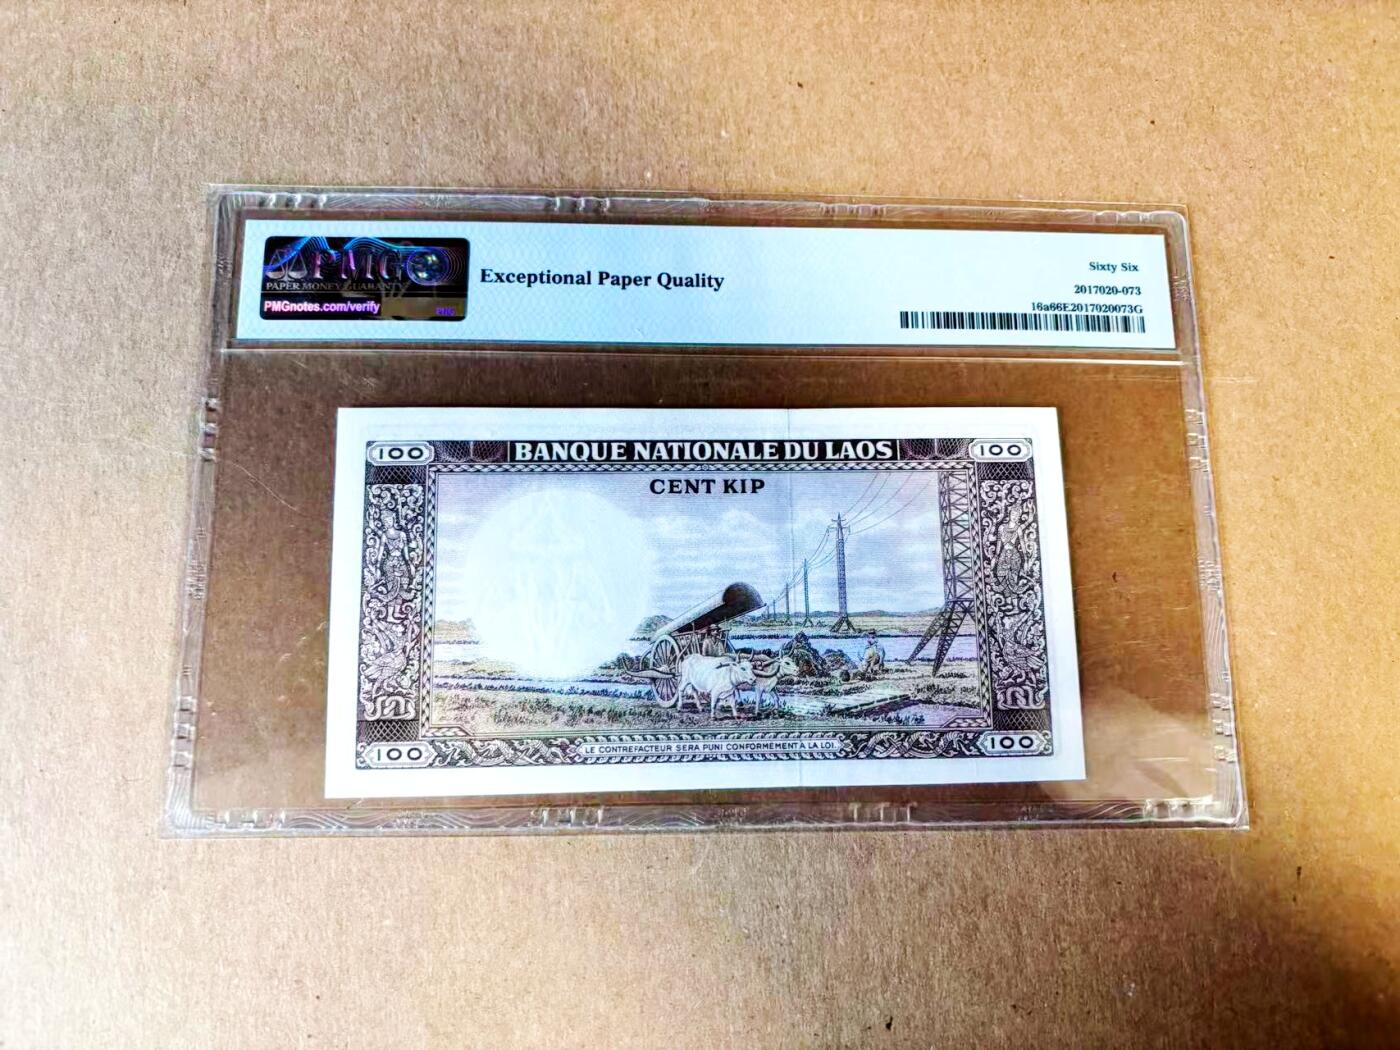 PMG
PAPER MONEY GUARANTY
PMGnotes.com/verify
Exceptional Paper Quality
Sixty Six
2017020-073
16a66E2017020073G
100
BANQUE NATIONALE DU LAOS
100
CENT KIP
100
LE CONTREFACTEUR SERA PUNI CONFORMÉMENT A LA LOI.
100